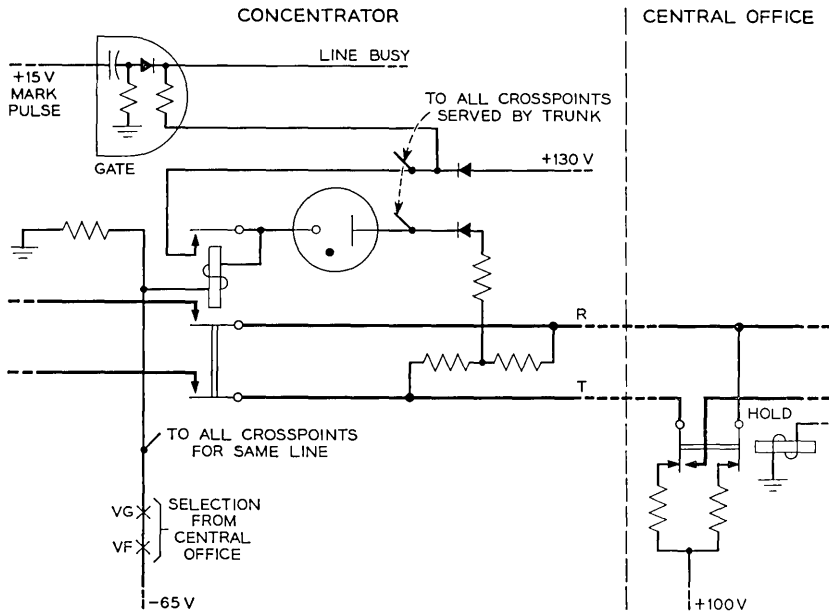 CONCENTRATOR
CENTRAL OFFICE
LINE BUSY
+15 V
MARK
PULSE
TO ALL CROSSPOINTS
SERVED BY TRUNK
GATE
+130 V
R
T
HOLD
TO ALL CROSSPOINTS
FOR SAME LINE
VG
VF
SELECTION
FROM
CENTRAL
OFFICE
-65 V
+100 V